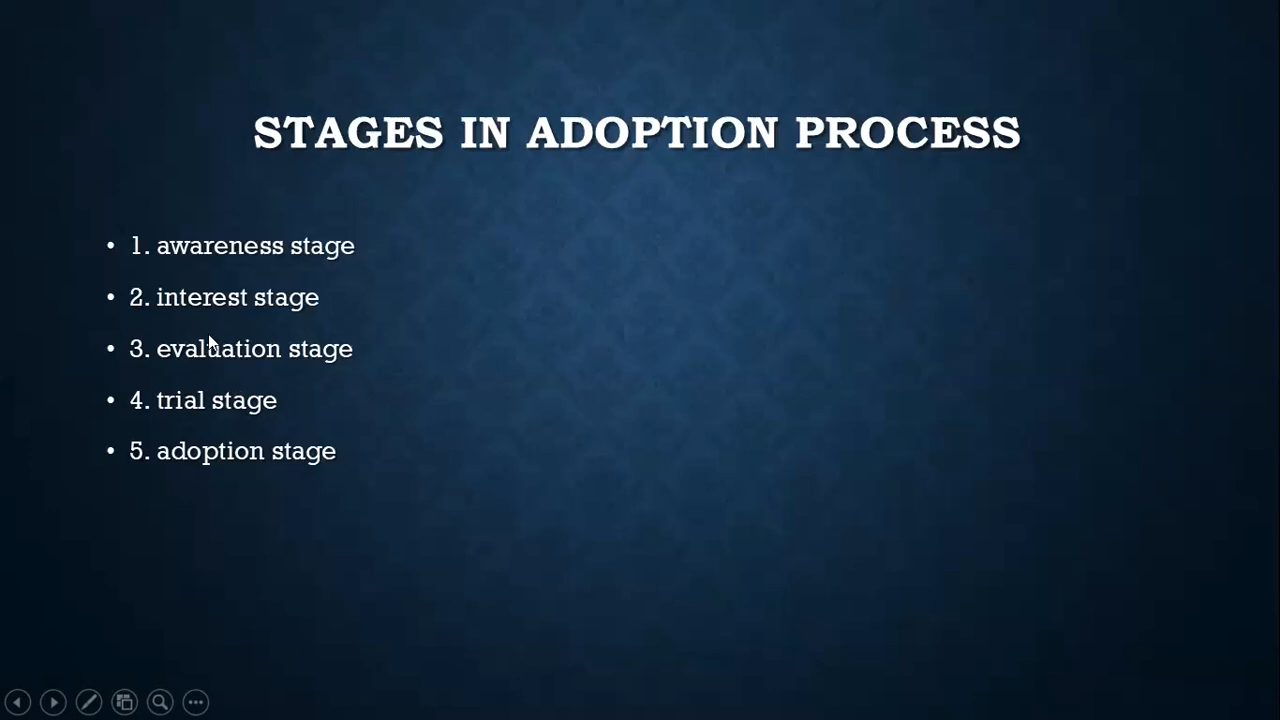 STAGES IN ADOPTION PROCESS
• 1. awareness stage
• 2. interest stage
• 3. evaluation stage
• 4. trial stage
• 5. adoption stage